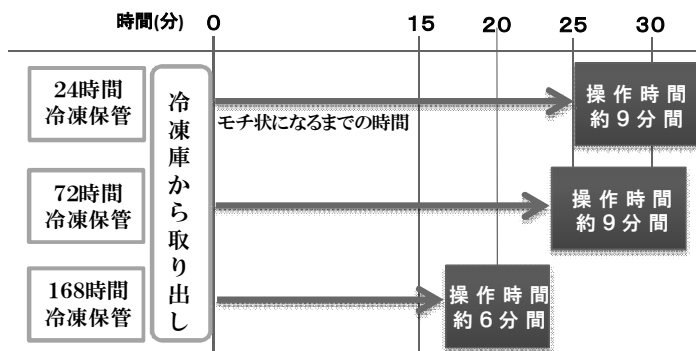 時間(分) 0 15 20 25 30
24時間
冷凍保管
冷凍庫から取り出し
モチ状になるまでの時間
操作時間
約9分間
72時間
冷凍保管
操作時間
約9分間
168時間
冷凍保管
操作時間
約6分間